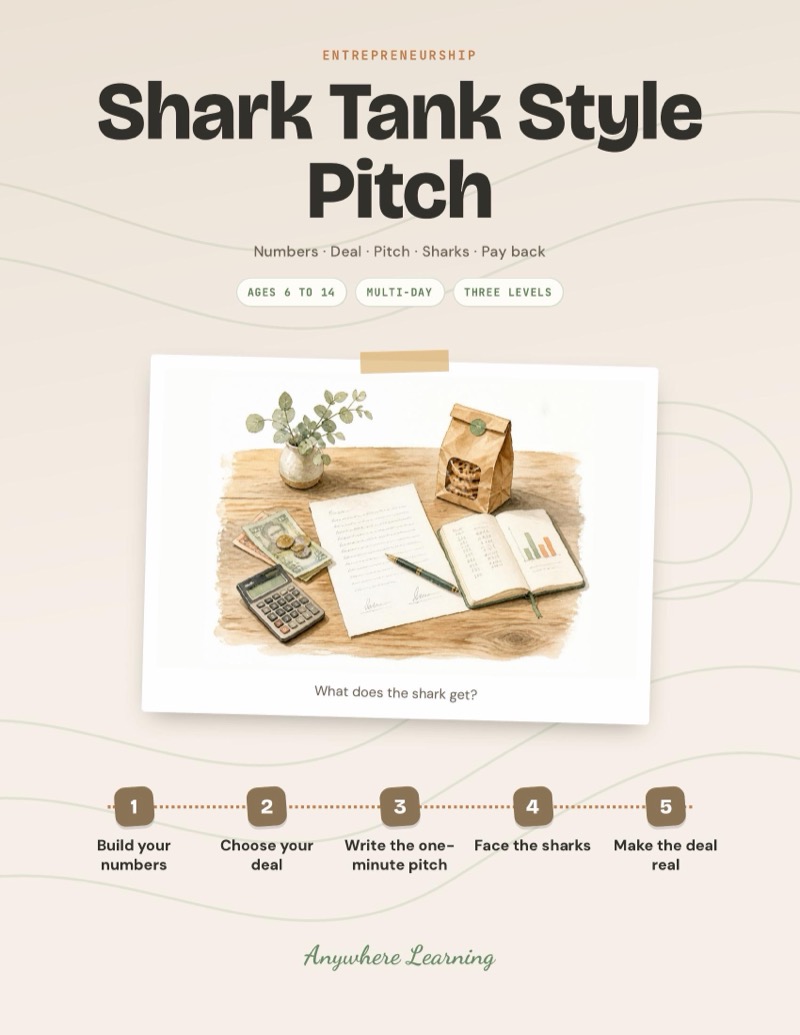 ENTREPRENEURSHIP
Shark Tank Style
Pitch
Numbers · Deal · Pitch · Sharks · Pay back
AGES 6 TO 14
MULTI-DAY
THREE LEVELS
What does the shark get?
1
2
3
4
5
Build your
numbers
Choose your
deal
Write the one-
minute pitch
Face the sharks
Make the deal
real
Anywhere Learning